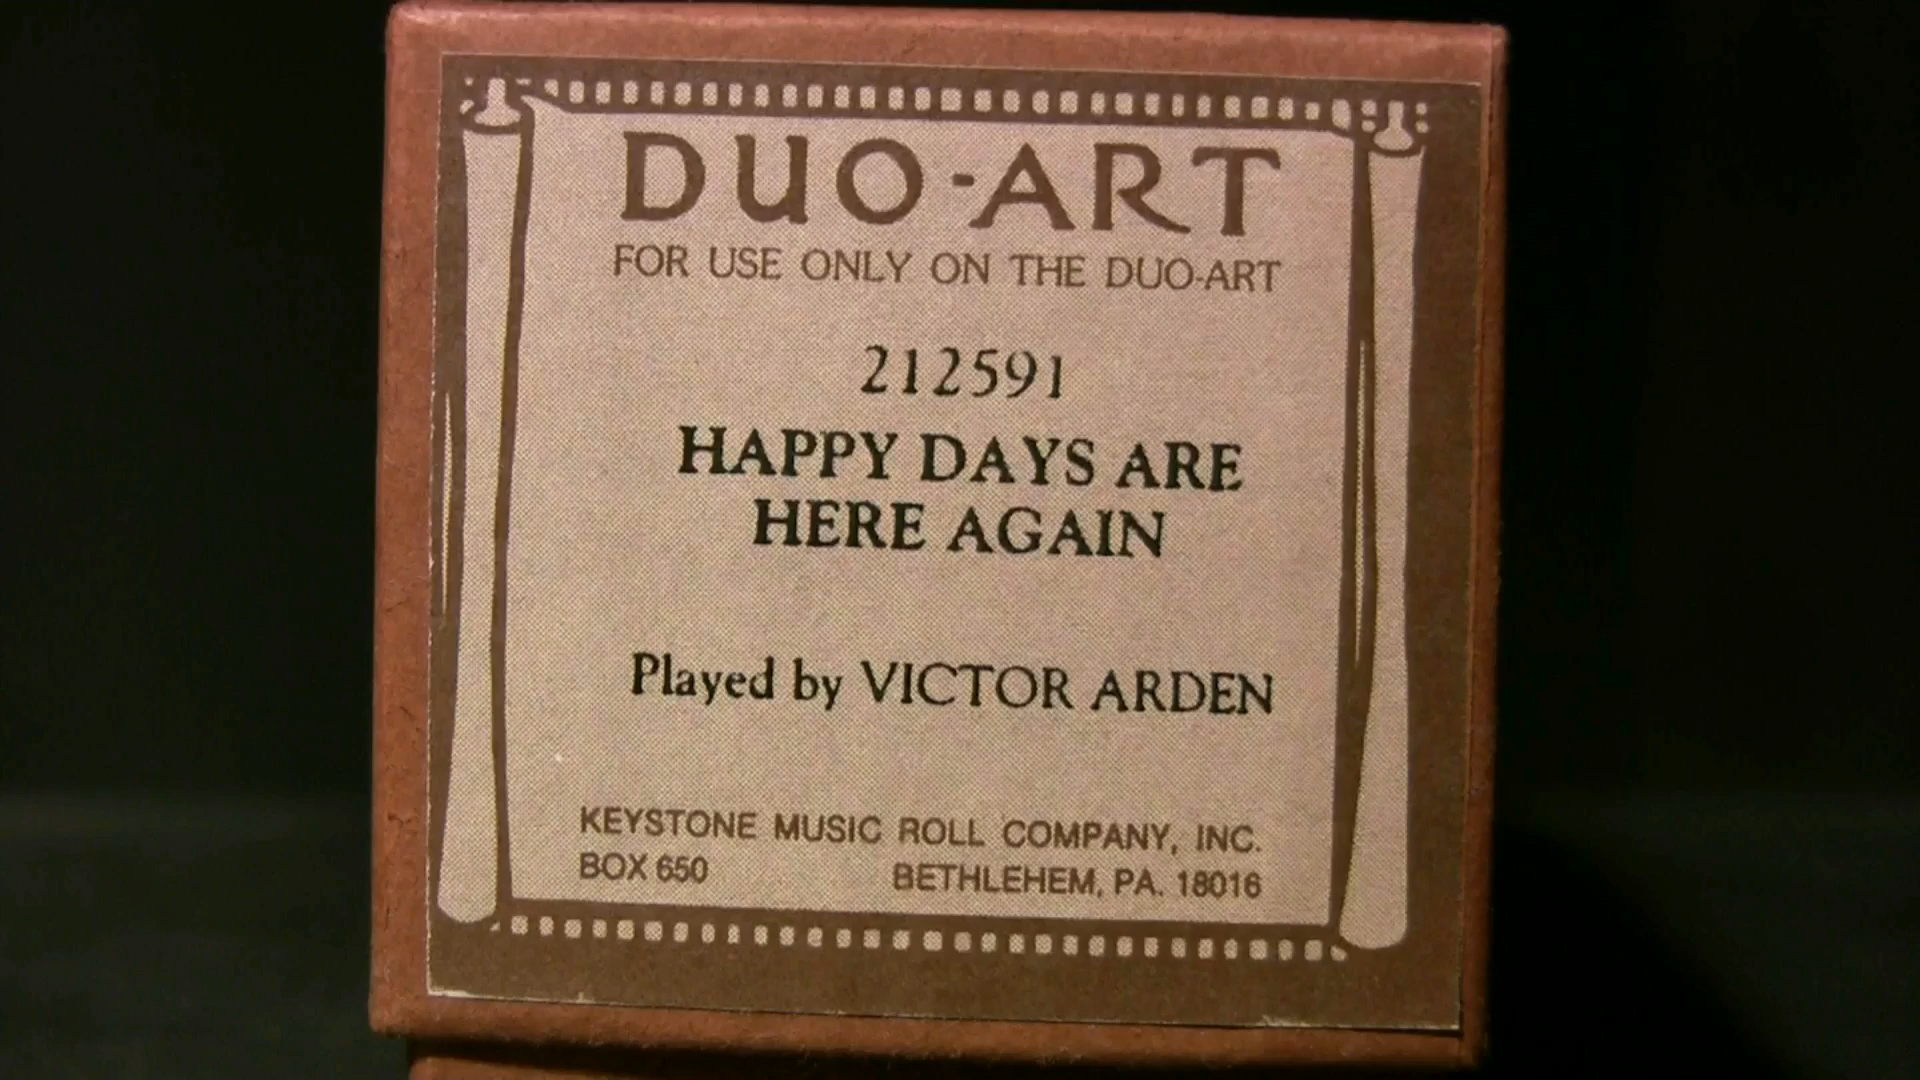 DUO-ART
FOR USE ONLY ON THE DUO-ART
212591
HAPPY DAYS ARE
HERE AGAIN
Played by VICTOR ARDEN
KEYSTONE MUSIC ROLL COMPANY, INC.
BOX 650 BETHLEHEM, PA. 18016